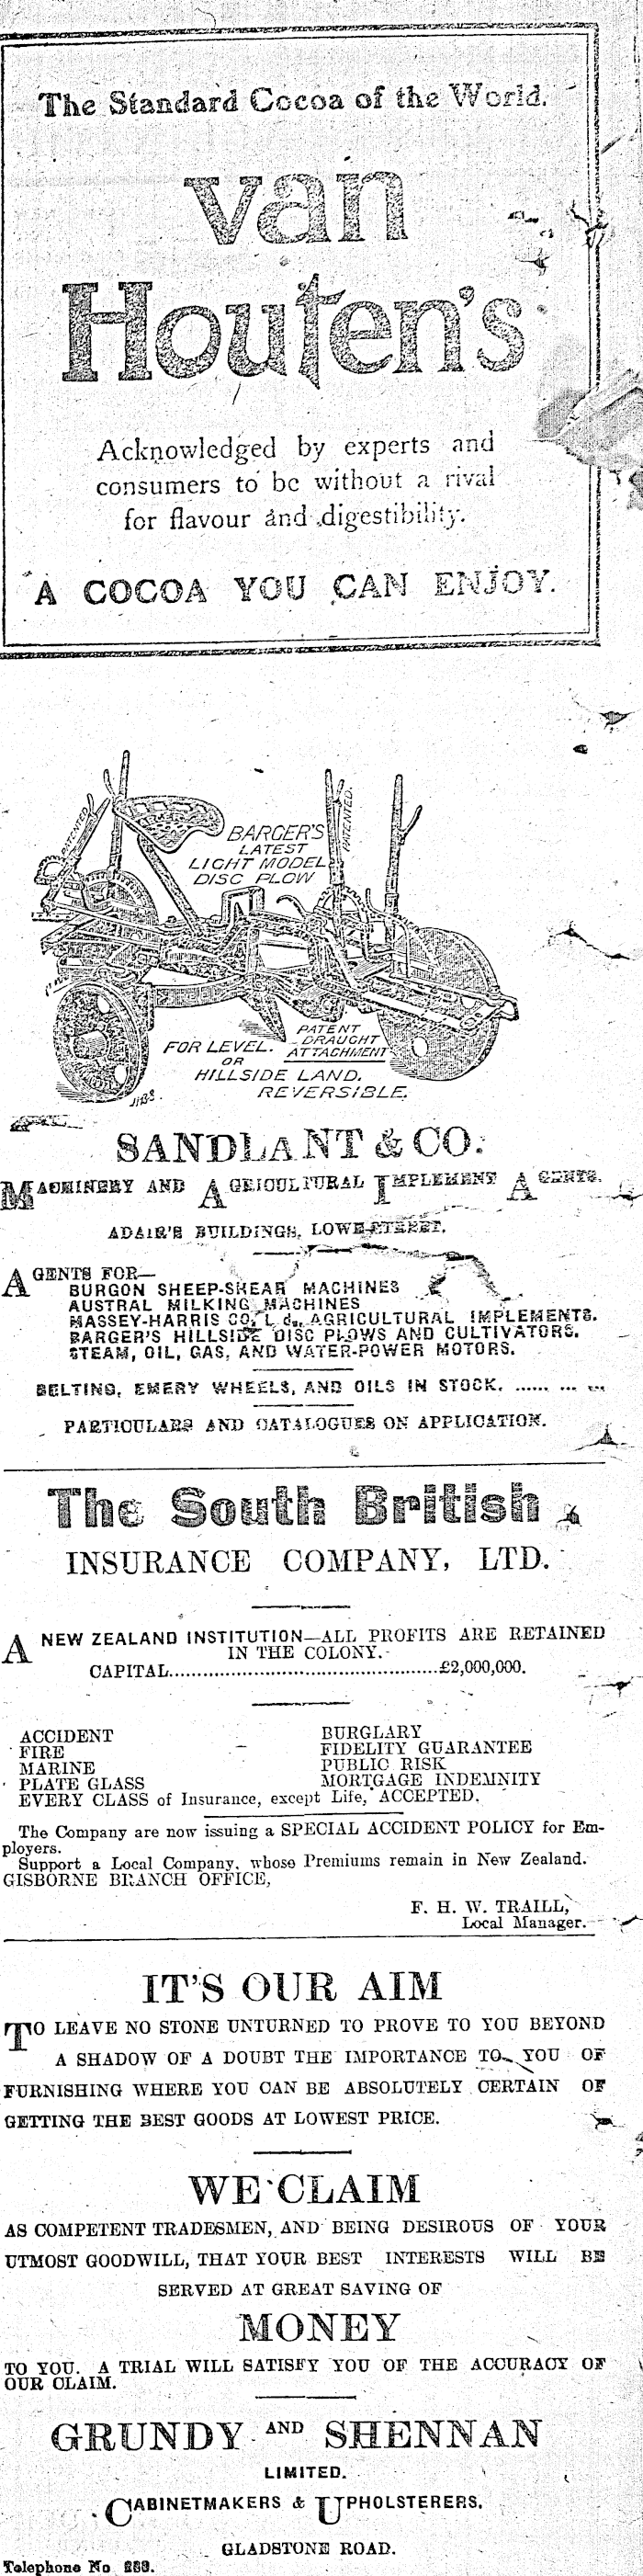 The Standard Cocoa of the World.
van
Houten's
Acknowledged by experts and
consumers to be without a rival
for flavour and digestibility.
A COCOA YOU CAN ENJOY.
PATENTED
PATENTED.
BARGER'S
LATEST
LIGHT MODEL
DISC PLOW
FOR LEVEL.
OR
HILLSIDE LAND.
REVERSIBLE.
PATENT
DRAUGHT
ATTACHMENT
SANDLANT & CO.
MACHINERY AND AGRICULTURAL IMPLEMENT AGENTS.
ADAIR'S BUILDINGS, LOWE STREET.
AGENTS FOR—
BURGON SHEEP-SHEAR MACHINES
AUSTRAL MILKING MACHINES
MASSEY-HARRIS CO., Ltd., AGRICULTURAL IMPLEMENTS.
BARGER'S HILLSIDE DISC PLOWS AND CULTIVATORS.
STEAM, OIL, GAS, AND WATER-POWER MOTORS.
BELTING, EMERY WHEELS, AND OILS IN STOCK. ...... ... ...
PARTICULARS AND CATALOGUES ON APPLICATION.
The South British
INSURANCE COMPANY, LTD.
A NEW ZEALAND INSTITUTION—ALL PROFITS ARE RETAINED
IN THE COLONY.
CAPITAL................................................£2,000,000.
ACCIDENT BURGLARY
FIRE FIDELITY GUARANTEE
MARINE PUBLIC RISK
PLATE GLASS MORTGAGE INDEMNITY
EVERY CLASS of Insurance, except Life, ACCEPTED.
The Company are now issuing a SPECIAL ACCIDENT POLICY for Em-
ployers.
Support a Local Company, whose Premiums remain in New Zealand.
GISBORNE BRANCH OFFICE,
F. H. W. TRAILL,
Local Manager.
IT'S OUR AIM
TO LEAVE NO STONE UNTURNED TO PROVE TO YOU BEYOND
A SHADOW OF A DOUBT THE IMPORTANCE TO YOU OF
FURNISHING WHERE YOU CAN BE ABSOLUTELY CERTAIN OF
GETTING THE BEST GOODS AT LOWEST PRICE.
WE CLAIM
AS COMPETENT TRADESMEN, AND BEING DESIROUS OF YOUR
UTMOST GOODWILL, THAT YOUR BEST INTERESTS WILL BE
SERVED AT GREAT SAVING OF
MONEY
TO YOU. A TRIAL WILL SATISFY YOU OF THE ACCURACY OF
OUR CLAIM.
GRUNDY AND SHENNAN
LIMITED.
CABINETMAKERS & UPHOLSTERERS.
GLADSTONE ROAD.
Telephone No